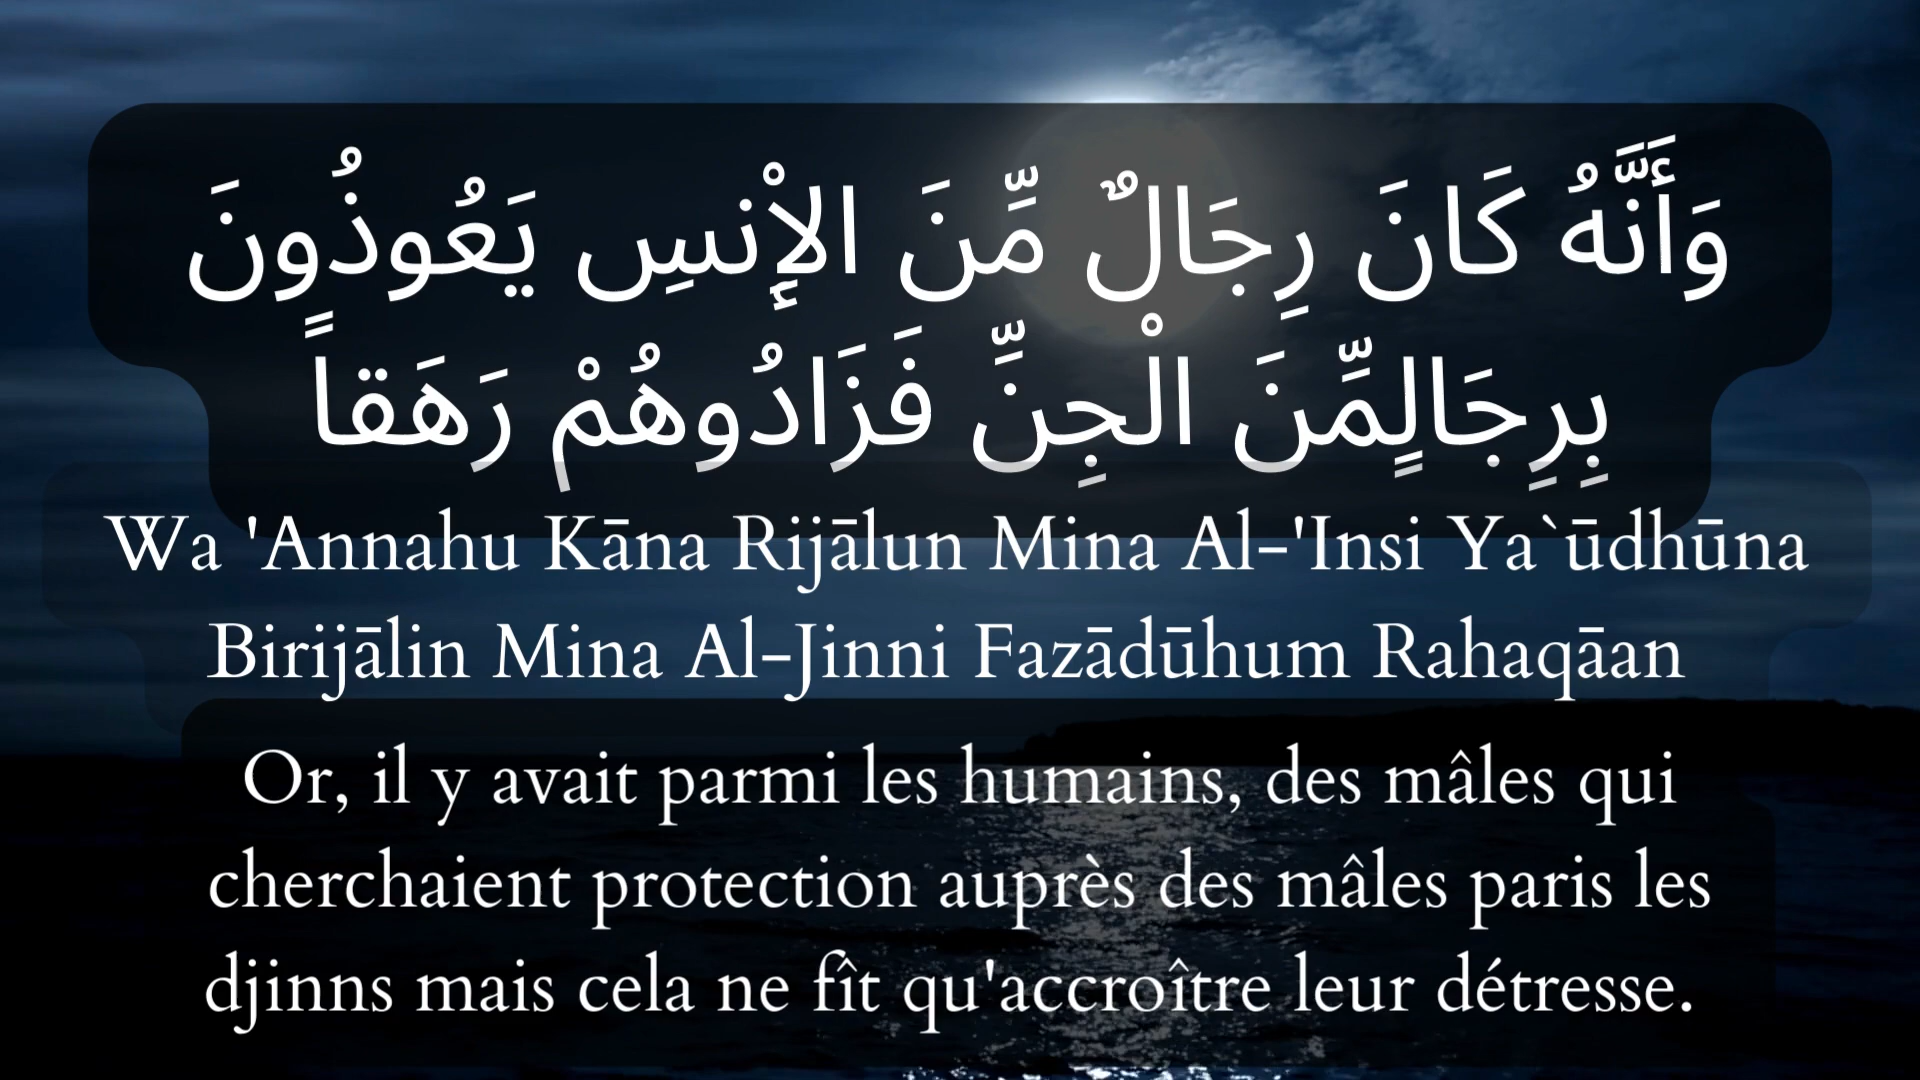 وَأَنَّهُ كَانَ رِجَالٌ مِّنَ الإِْنسِ يَعُوذُونَ
بِرِجَالٍمِّنَ الْجِنِّ فَزَادُوهُمْ رَهَقاً
Wa 'Annahu Kāna Rijālun Mina Al-'Insi Ya`ūdhūna
Birijālin Mina Al-Jinni Fazādūhum Rahaqāan
Or, il y avait parmi les humains, des mâles qui
cherchaient protection auprès des mâles paris les
djinns mais cela ne fît qu'accroître leur détresse.